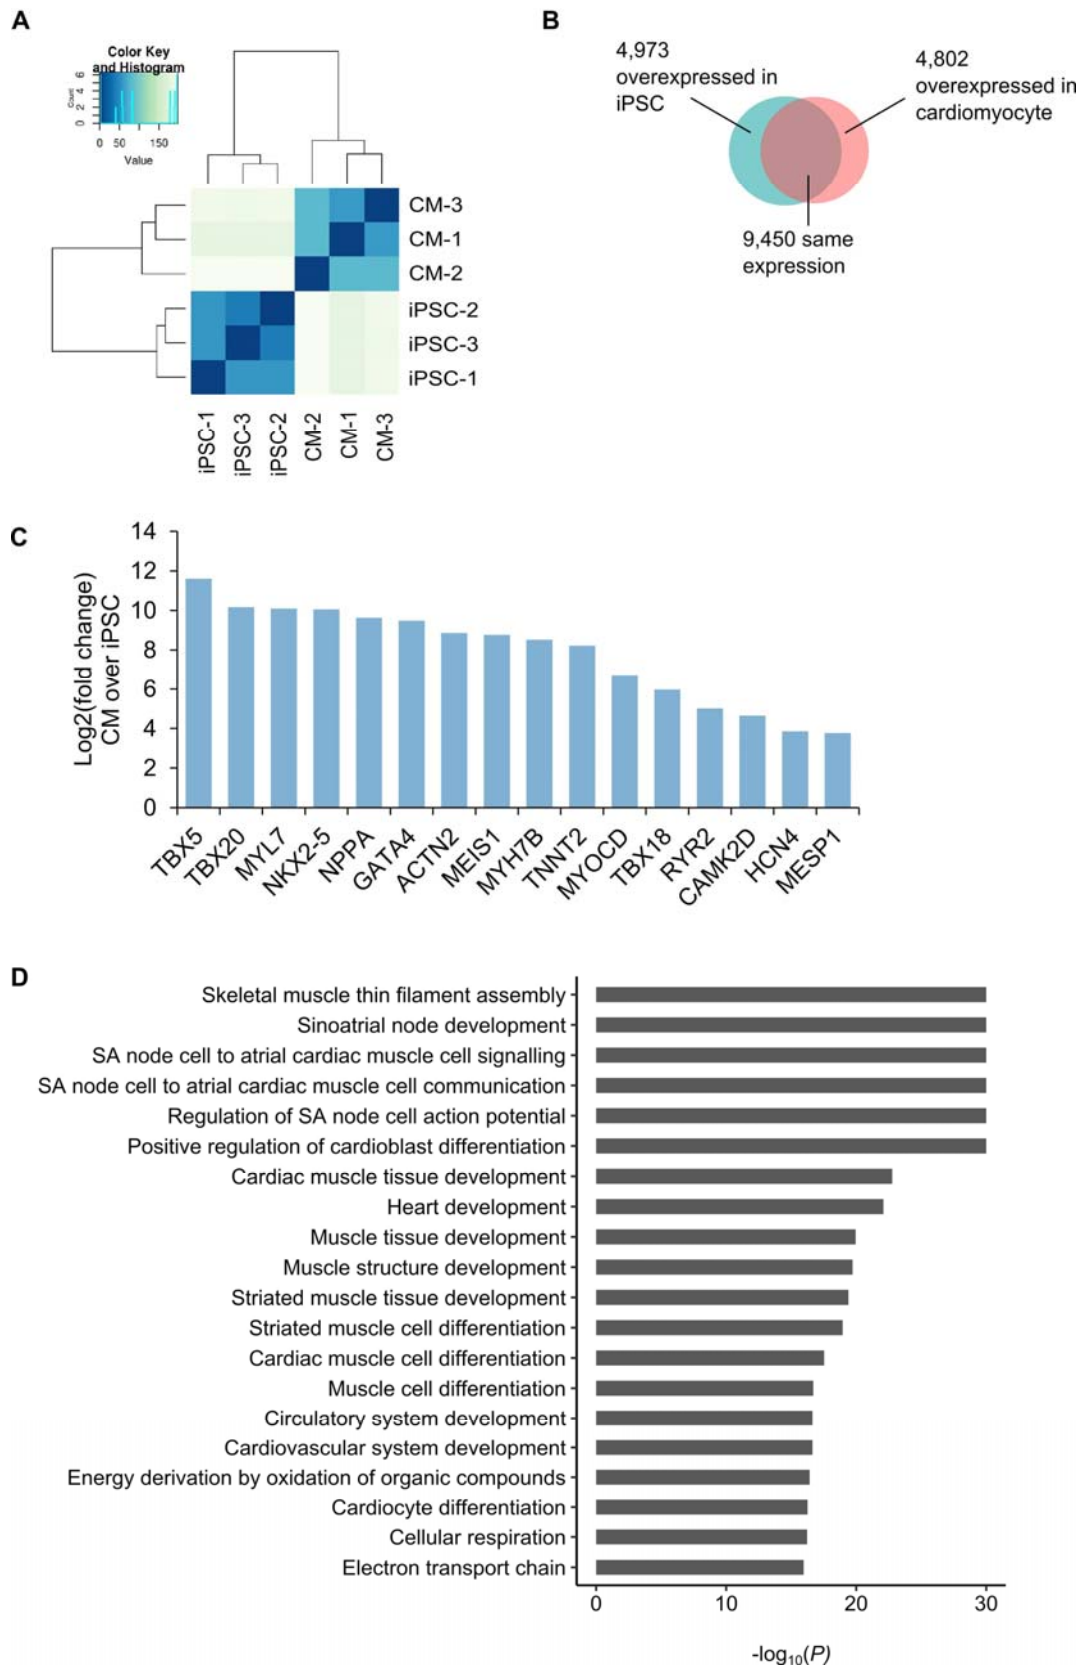 A
Color Key
and Histogram
Count
0 2 4 6
0 50 150
Value
CM-3
CM-1
CM-2
iPSC-2
iPSC-3
iPSC-1
iPSC-1
iPSC-3
iPSC-2
CM-2
CM-1
CM-3
B
4,973
overexpressed in
iPSC
4,802
overexpressed in
cardiomyocyte
9,450 same
expression
C
Log2(fold change)
CM over iPSC
14
12
10
8
6
4
2
0
TBX5
TBX20
MYL7
NKX2-5
NPPA
GATA4
ACTN2
MEIS1
MYH7B
TNNT2
MYOCD
TBX18
RYR2
CAMK2D
HCN4
MESP1
D
Skeletal muscle thin filament assembly
Sinoatrial node development
SA node cell to atrial cardiac muscle cell signalling
SA node cell to atrial cardiac muscle cell communication
Regulation of SA node cell action potential
Positive regulation of cardioblast differentiation
Cardiac muscle tissue development
Heart development
Muscle tissue development
Muscle structure development
Striated muscle tissue development
Striated muscle cell differentiation
Cardiac muscle cell differentiation
Muscle cell differentiation
Circulatory system development
Cardiovascular system development
Energy derivation by oxidation of organic compounds
Cardiocyte differentiation
Cellular respiration
Electron transport chain
0 10 20 30
-log10(P)